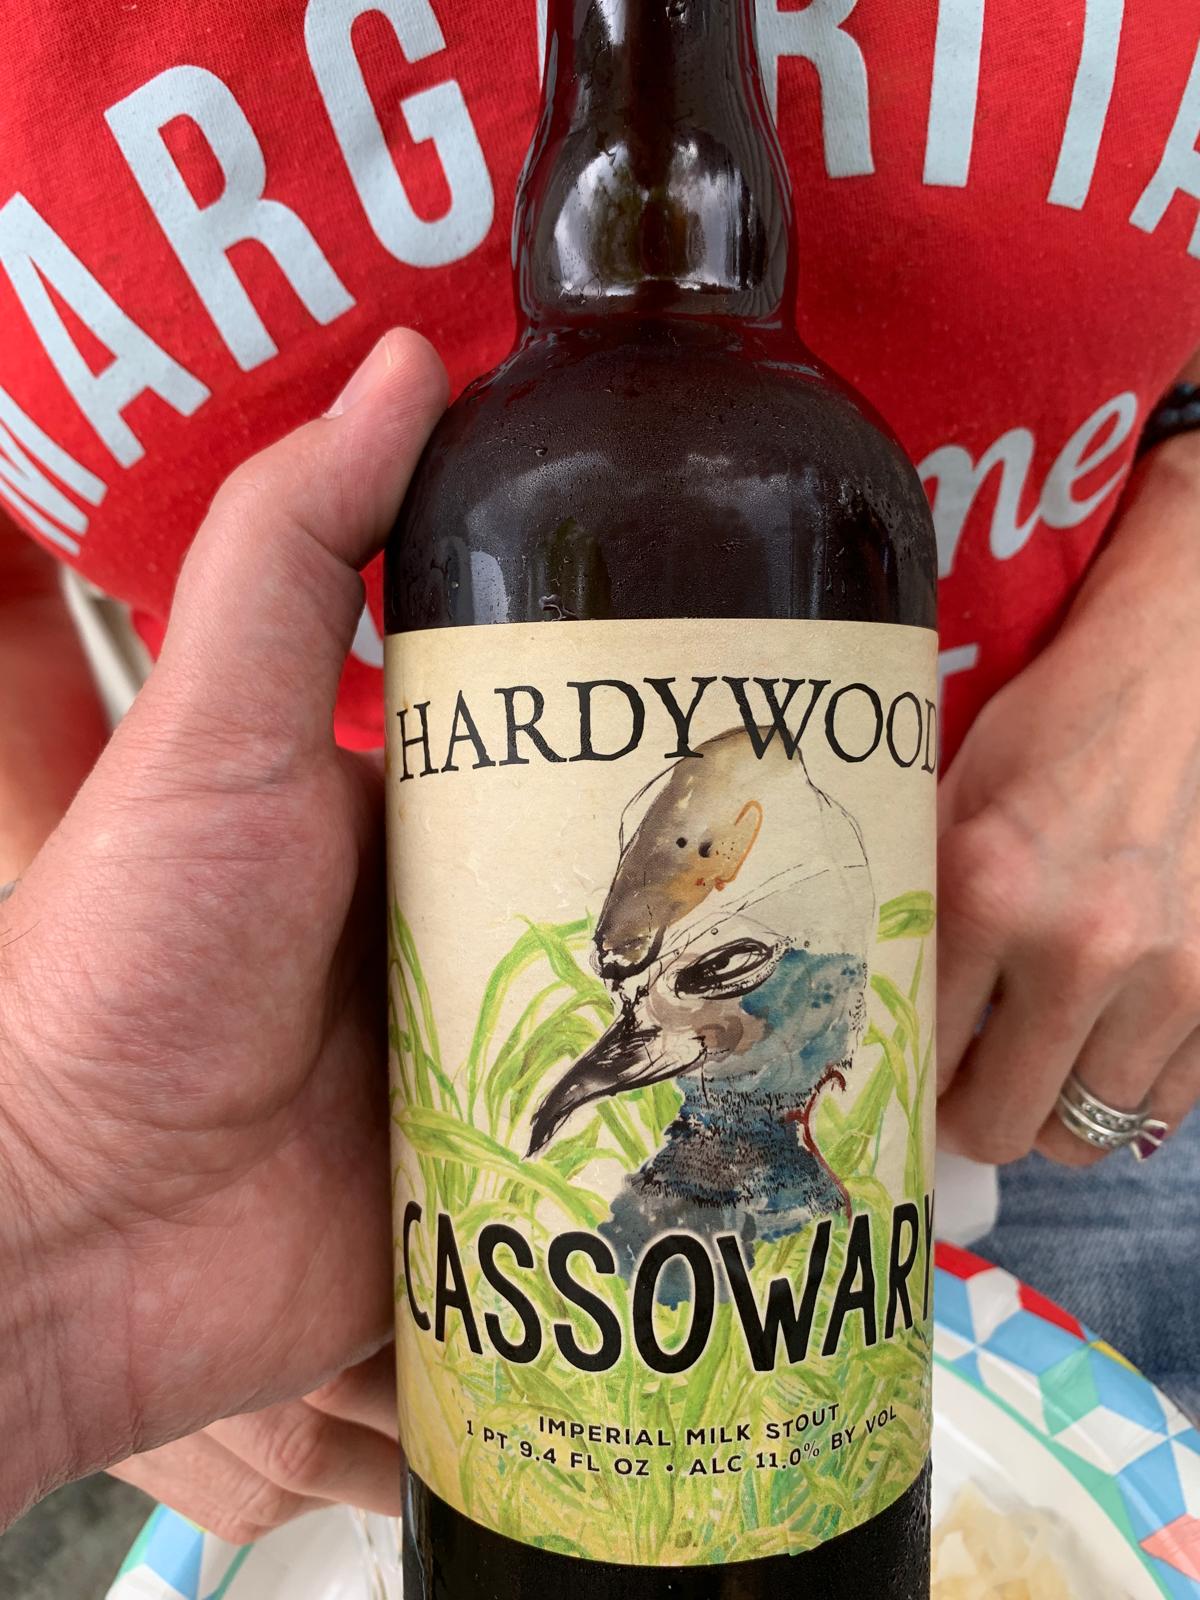 MARG RITA
me
HARDYWOOD
CASSOWARY
IMPERIAL MILK STOUT
1 PT 9.4 FL OZ • ALC 11.0% BY VOL